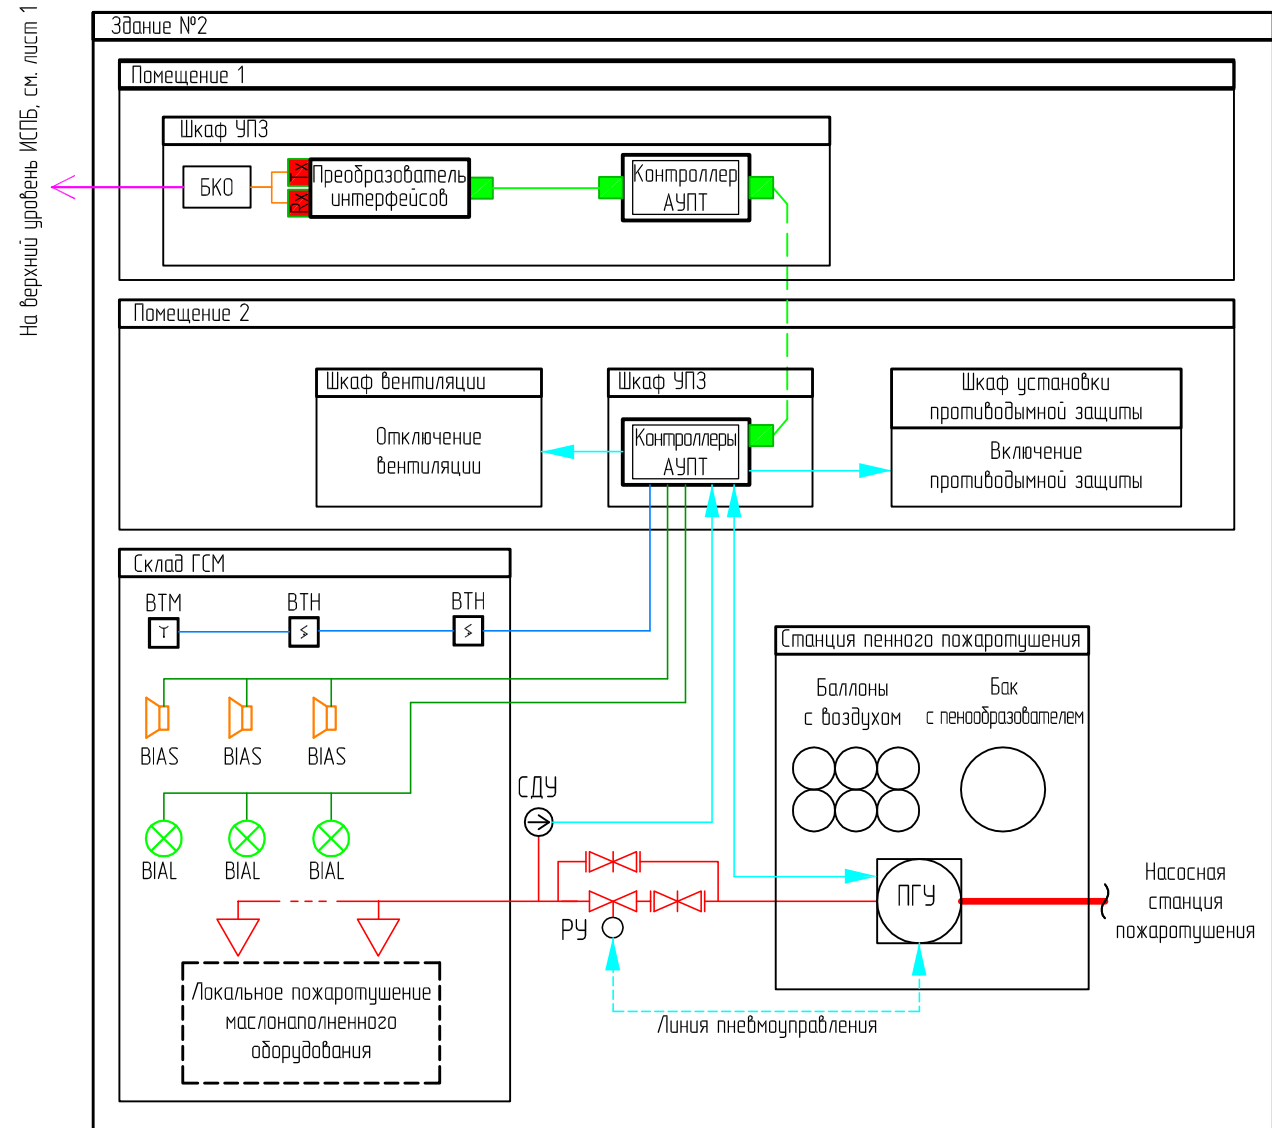 На верхний уровень ИСПБ, см. лист 1
Здание №2
Помещение 1
Шкаф УПЗ
БКО
TX
RX
Преобразователь
интерфейсов
Контроллер
АУПТ
Помещение 2
Шкаф вентиляции
Отключение
вентиляции
Шкаф УПЗ
Контроллеры
АУПТ
Шкаф установки
противодымной защиты
Включение
противодымной защиты
Склад ГСМ
BTM
BTH
BTH
BIAS
BIAS
BIAS
BIAL
BIAL
BIAL
СДУ
РУ
Локальное пожаротушение
маслонаполненного
оборудования
Станция пенного пожаротушения
Баллоны
с воздухом
Бак
с пенообразователем
ПГУ
Насосная
станция
пожаротушения
Линия пневмоуправления